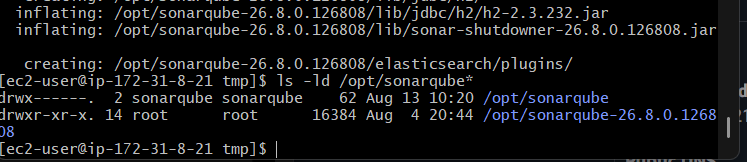 inflating: /opt/sonarqube-26.8.0.126808/lib/jdbc/h2/h2-2.3.232.jar
inflating: /opt/sonarqube-26.8.0.126808/lib/sonar-shutdowner-26.8.0.126808.jar
creating: /opt/sonarqube-26.8.0.126808/elasticsearch/plugins/
[ec2-user@ip-172-31-8-21 tmp]$ ls -ld /opt/sonarqube*
drwx------.  2 sonarqube sonarqube    62 Aug 13 10:20 /opt/sonarqube
drwxr-xr-x. 14 root      root      16384 Aug  4 20:44 /opt/sonarqube-26.8.0.1268
08
[ec2-user@ip-172-31-8-21 tmp]$